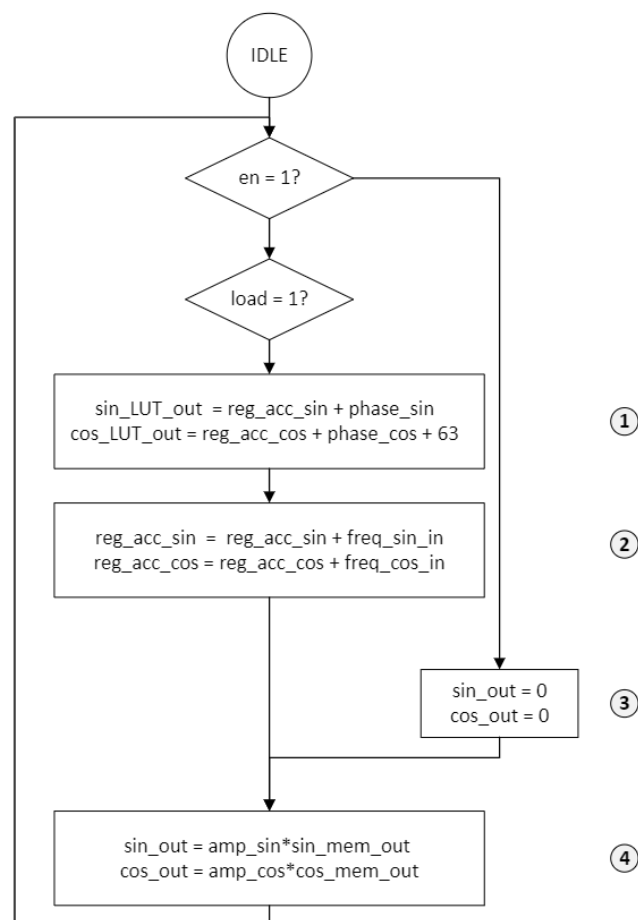 IDLE
en = 1?
load = 1?
sin_LUT_out = reg_acc_sin + phase_sin
cos_LUT_out = reg_acc_cos + phase_cos + 63
1
reg_acc_sin = reg_acc_sin + freq_sin_in
reg_acc_cos = reg_acc_cos + freq_cos_in
2
sin_out = 0
cos_out = 0
3
sin_out = amp_sin*sin_mem_out
cos_out = amp_cos*cos_mem_out
4